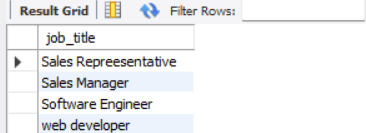 Result Grid Filter Rows:
job_title
Sales Repreesentative
Sales Manager
Software Engineer
web developer